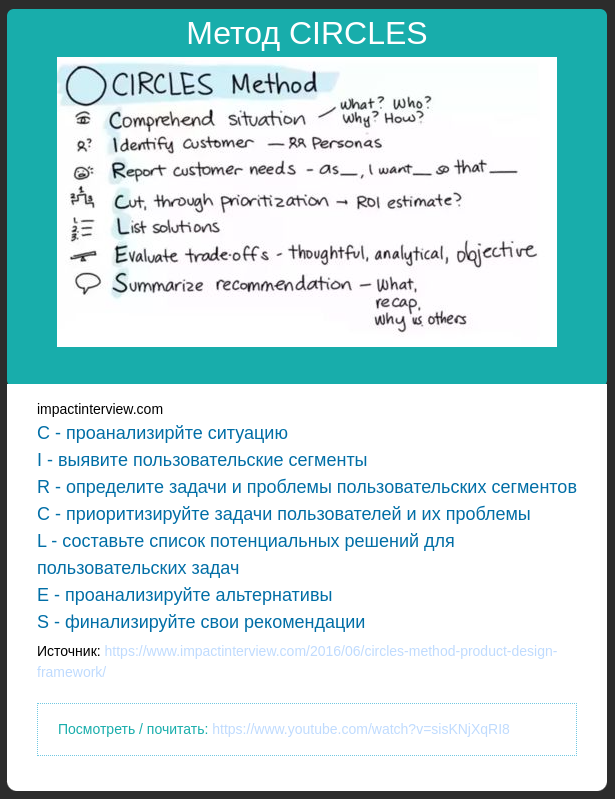 Метод CIRCLES
CIRCLES Method
What? Who?
Comprehend situation
Why? How?
Identify Customer — Personas
Report customer needs - as__, I want__ so that__
Cut, through prioritization → ROI estimate?
List solutions
Evaluate trade-offs - thoughtful, analytical, objective
Summarize recommendation — What,
recap,
Why vs. others
impactinterview.com
C - проанализирйте ситуацию
I - выявите пользовательские сегменты
R - определите задачи и проблемы пользовательских сегментов
C - приоритизируйте задачи пользователей и их проблемы
L - составьте список потенциальных решений для
пользовательских задач
E - проанализируйте альтернативы
S - финализируйте свои рекомендации
Источник: https://www.impactinterview.com/2016/06/circles-method-product-design-
framework/
Посмотреть / почитать: https://www.youtube.com/watch?v=sisKNjXqRI8